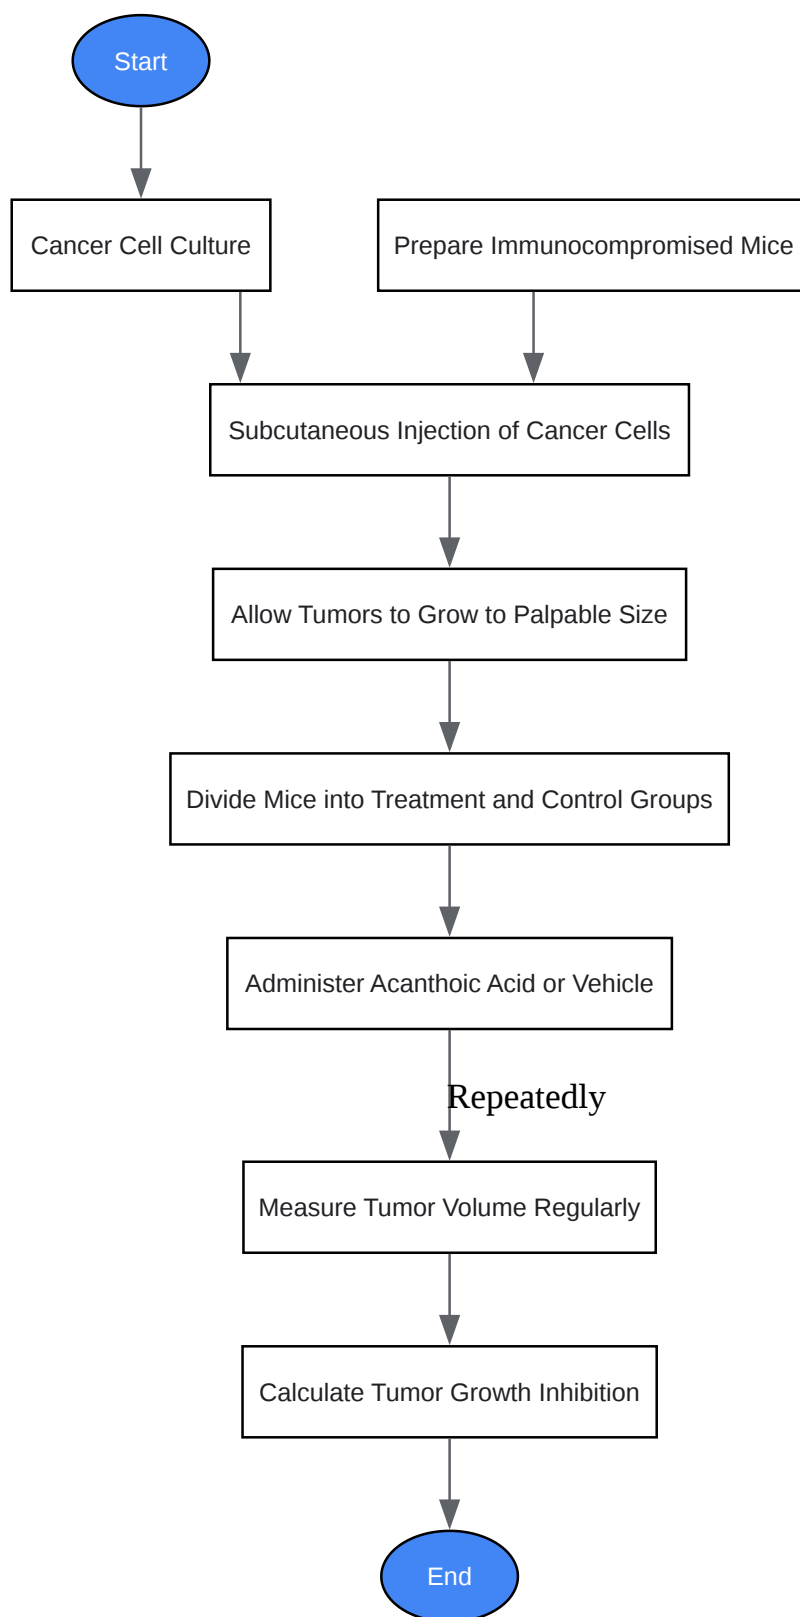 Start
Cancer Cell Culture
Prepare Immunocompromised Mice
Subcutaneous Injection of Cancer Cells
Allow Tumors to Grow to Palpable Size
Divide Mice into Treatment and Control Groups
Administer Acanthoic Acid or Vehicle
Repeatedly
Measure Tumor Volume Regularly
Calculate Tumor Growth Inhibition
End